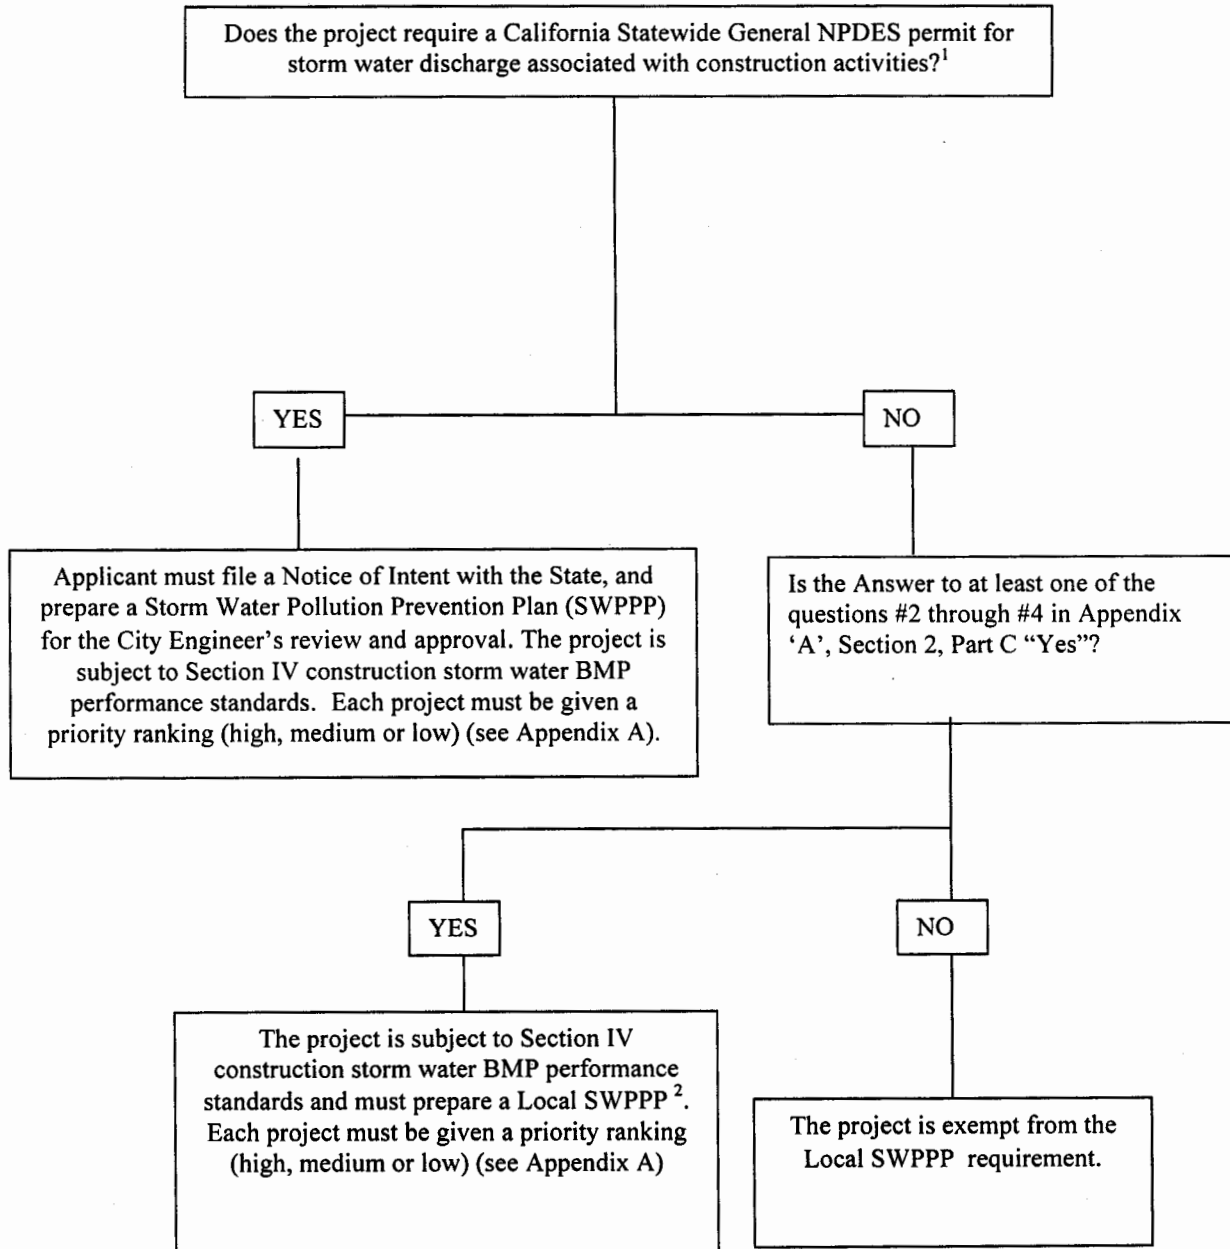 Does the project require a California Statewide General NPDES permit for
storm water discharge associated with construction activities?1
YES
NO
Applicant must file a Notice of Intent with the State, and
prepare a Storm Water Pollution Prevention Plan (SWPPP)
for the City Engineer's review and approval. The project is
subject to Section IV construction storm water BMP
performance standards. Each project must be given a
priority ranking (high, medium or low) (see Appendix A).
Is the Answer to at least one of the
questions #2 through #4 in Appendix
‘A’, Section 2, Part C “Yes”?
YES
NO
The project is subject to Section IV
construction storm water BMP performance
standards and must prepare a Local SWPPP 2.
Each project must be given a priority ranking
(high, medium or low) (see Appendix A)
The project is exempt from the
Local SWPPP requirement.